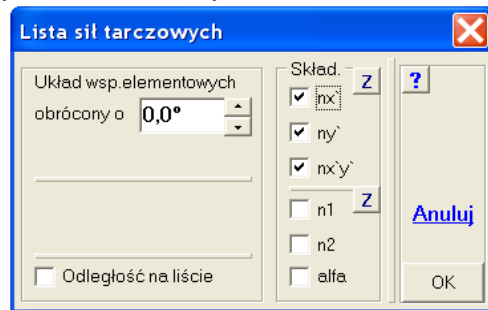 Lista sił tarczowych
Układ wsp.elementowych
obrócony o 0,0°
Odległość na liście
Skład. Z
nx`
ny`
nx`y`
Z
n1
n2
alfa
?
Anuluj
OK